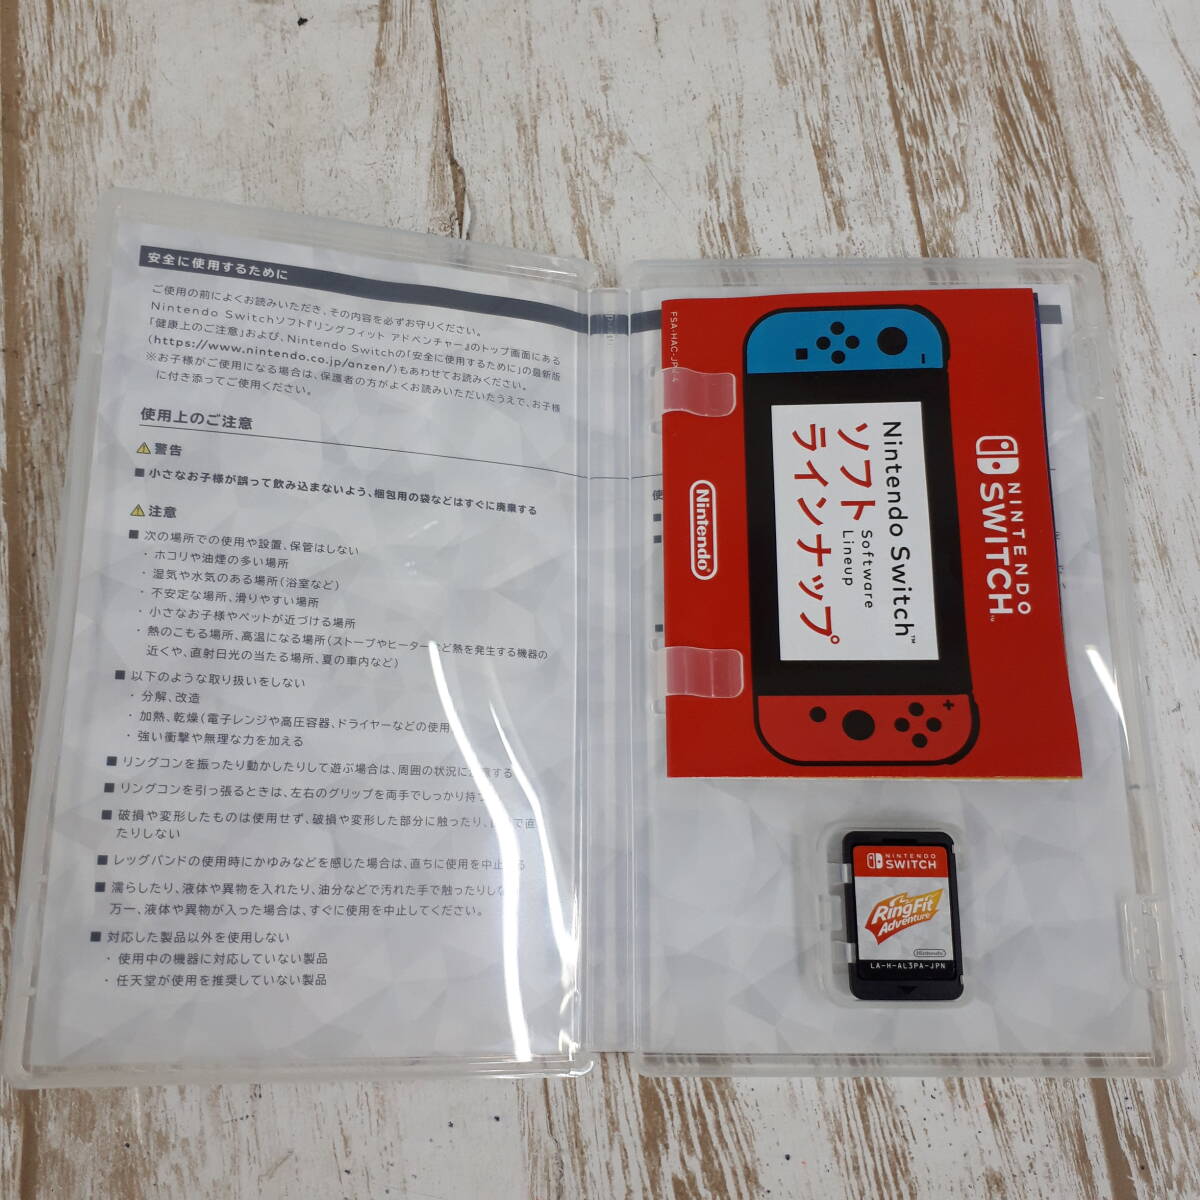 安全に使用するために
ご使用の前によくお読みいただき、その内容を必ずお守りください。
Nintendo Switchソフト『リングフィット アドベンチャー』のトップ画面にある
「健康上のご注意」および、Nintendo Switchの「安全に使用するために」の最新版
(https://www.nintendo.co.jp/anzen/)もあわせてお読みください。
※お子様がご使用になる場合は、保護者の方がよくお読みいただいたうえで、お子様
に付き添ってご使用ください。
使用上のご注意
警告
■ 小さなお子様が誤って飲み込まないよう、梱包用の袋などはすぐに廃棄する
注意
■ 次の場所での使用や設置、保管はしない
・ ホコリや油煙の多い場所
・ 湿気や水気のある場所(浴室など)
・ 不安定な場所、滑りやすい場所
・ 小さなお子様やペットが近づける場所
・ 熱のこもる場所、高温になる場所(ストーブやヒーターなど熱を発生する機器の
近くや、直射日光の当たる場所、夏の車内など)
■ 以下のような取り扱いをしない
・ 分解、改造
・ 加熱、乾燥(電子レンジや高圧容器、ドライヤーなどの使用
・ 強い衝撃や無理な力を加える
■ リングコンを振ったり動かしたりして遊ぶ場合は、周囲の状況に注意する
■ リングコンを引っ張るときは、左右のグリップを両手でしっかり持つ
■ 破損や変形したものは使用せず、破損や変形した部分に触ったり、口で直
たりしない
■ レッグバンドの使用時にかゆみなどを感じた場合は、直ちに使用を中止する
■ 濡らしたり、液体や異物を入れたり、油分などで汚れた手で触ったりしな
万一、液体や異物が入った場合は、すぐに使用を中止してください。
■ 対応した製品以外を使用しない
・ 使用中の機器に対応していない製品
・ 任天堂が使用を推奨していない製品
FSA-HAC-JP
NINTENDO
SWITCH™
Nintendo Switch™
ソフト Software
ラインナップ Lineup
Nintendo
NINTENDO
SWITCH
RingFit
Adventure
Nintendo
LA-H-AL3PA-JPN